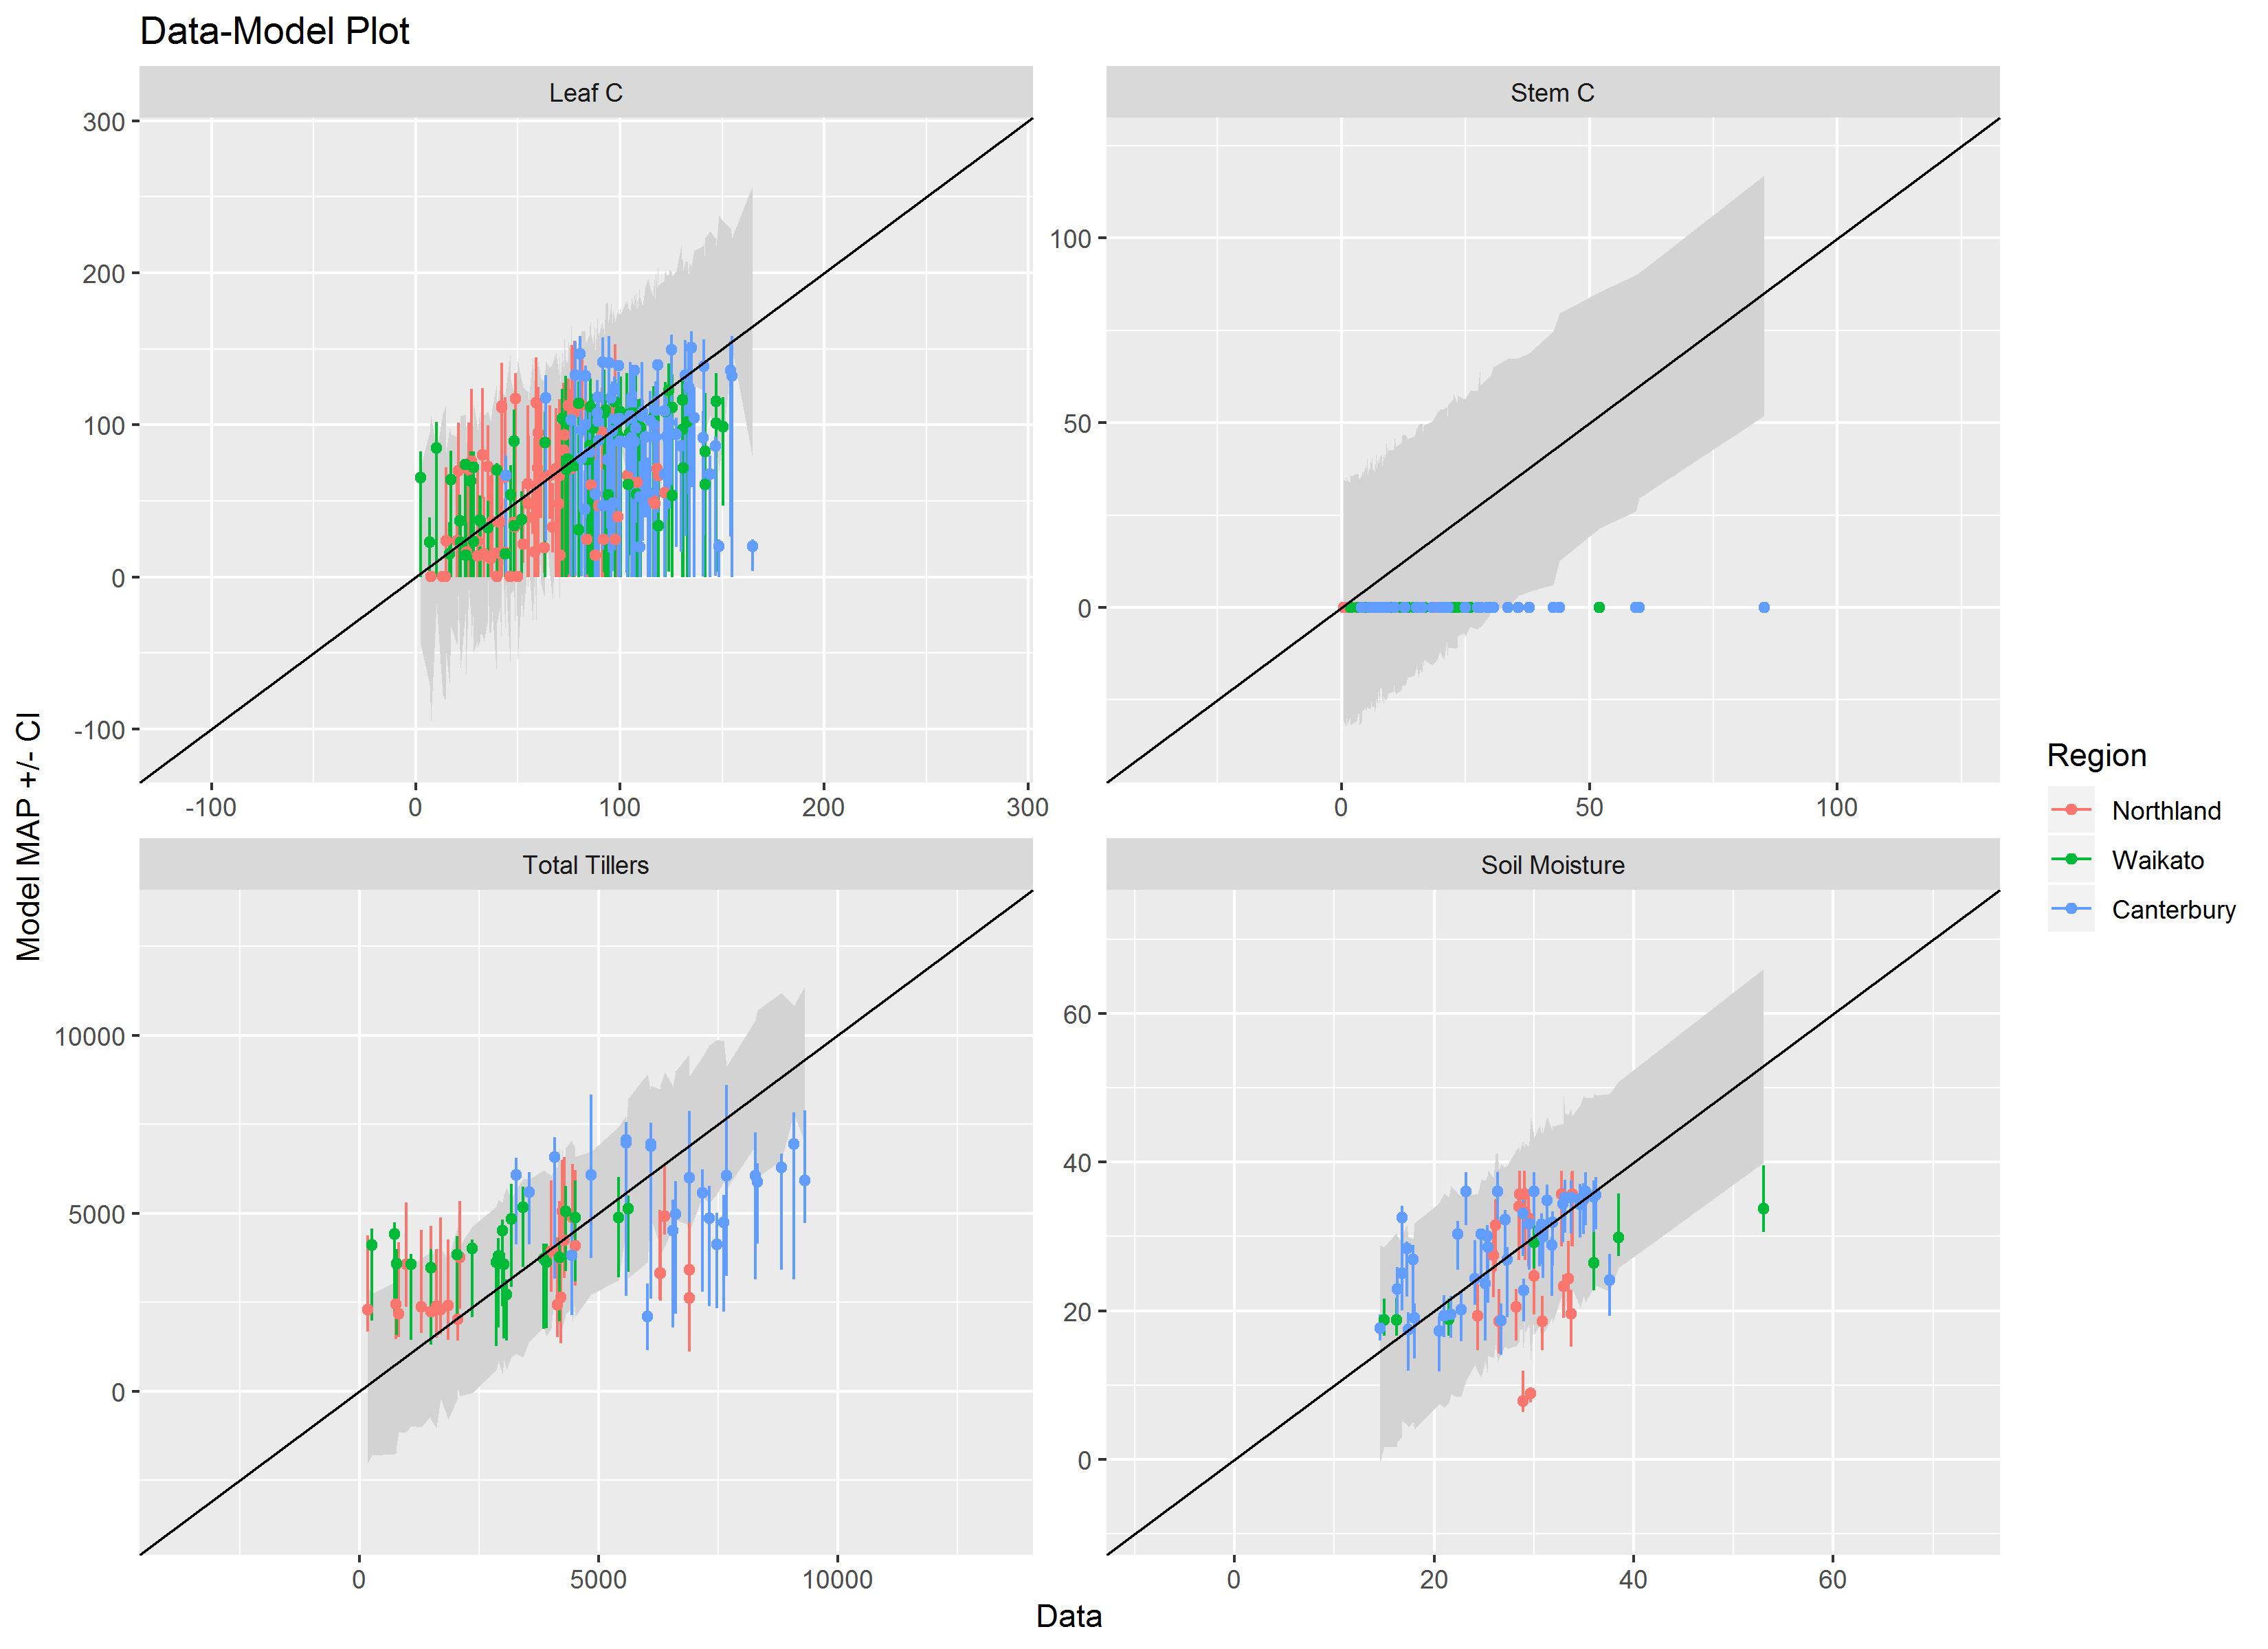 Data-Model Plot
Leaf C
Stem C
300
200
100
0
-100
-100
0
100
200
300
100
50
0
0
50
100
Model MAP +/- CI
Total Tillers
Soil Moisture
10000
5000
0
0
5000
10000
60
40
20
0
0
20
40
60
Data
Region
Northland
Waikato
Canterbury